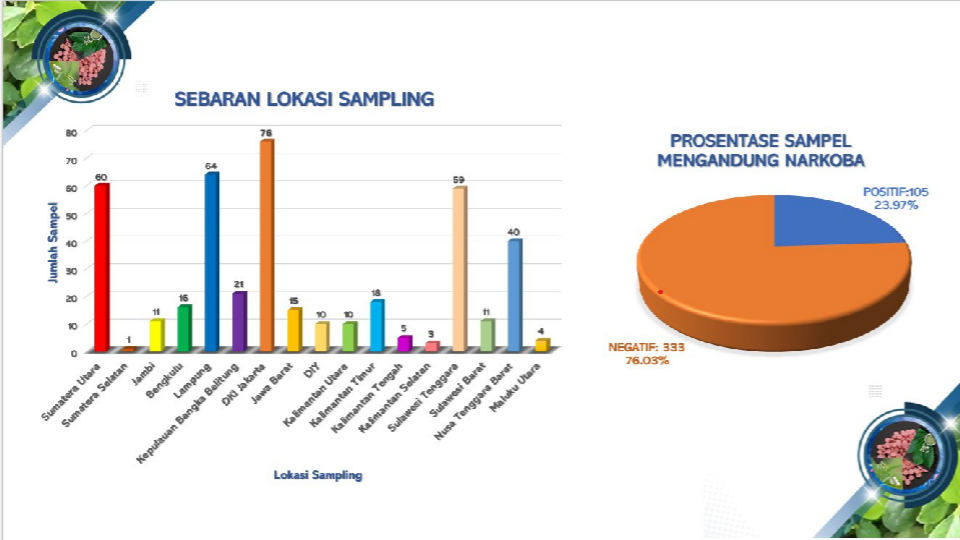 SEBARAN LOKASI SAMPLING
80
70
60
50
40
30
20
10
0
Jumlah Sampel
60
1
11
16
64
21
76
15
10
10
18
5
3
59
11
40
4
Sumatera Utara
Sumatera Selatan
Jambi
Bengkulu
Lampung
Kepulauan Bangka Belitung
DKI Jakarta
Jawa Barat
DIY
Kalimantan Utara
Kalimantan Timur
Kalimantan Tengah
Kalimantan Selatan
Sulawesi Tenggara
Sulawesi Barat
Nusa Tenggara Barat
Maluku Utara
Lokasi Sampling
PROSENTASE SAMPEL
MENGANDUNG NARKOBA
POSITIF:105
23.97%
NEGATIF: 333
76.03%